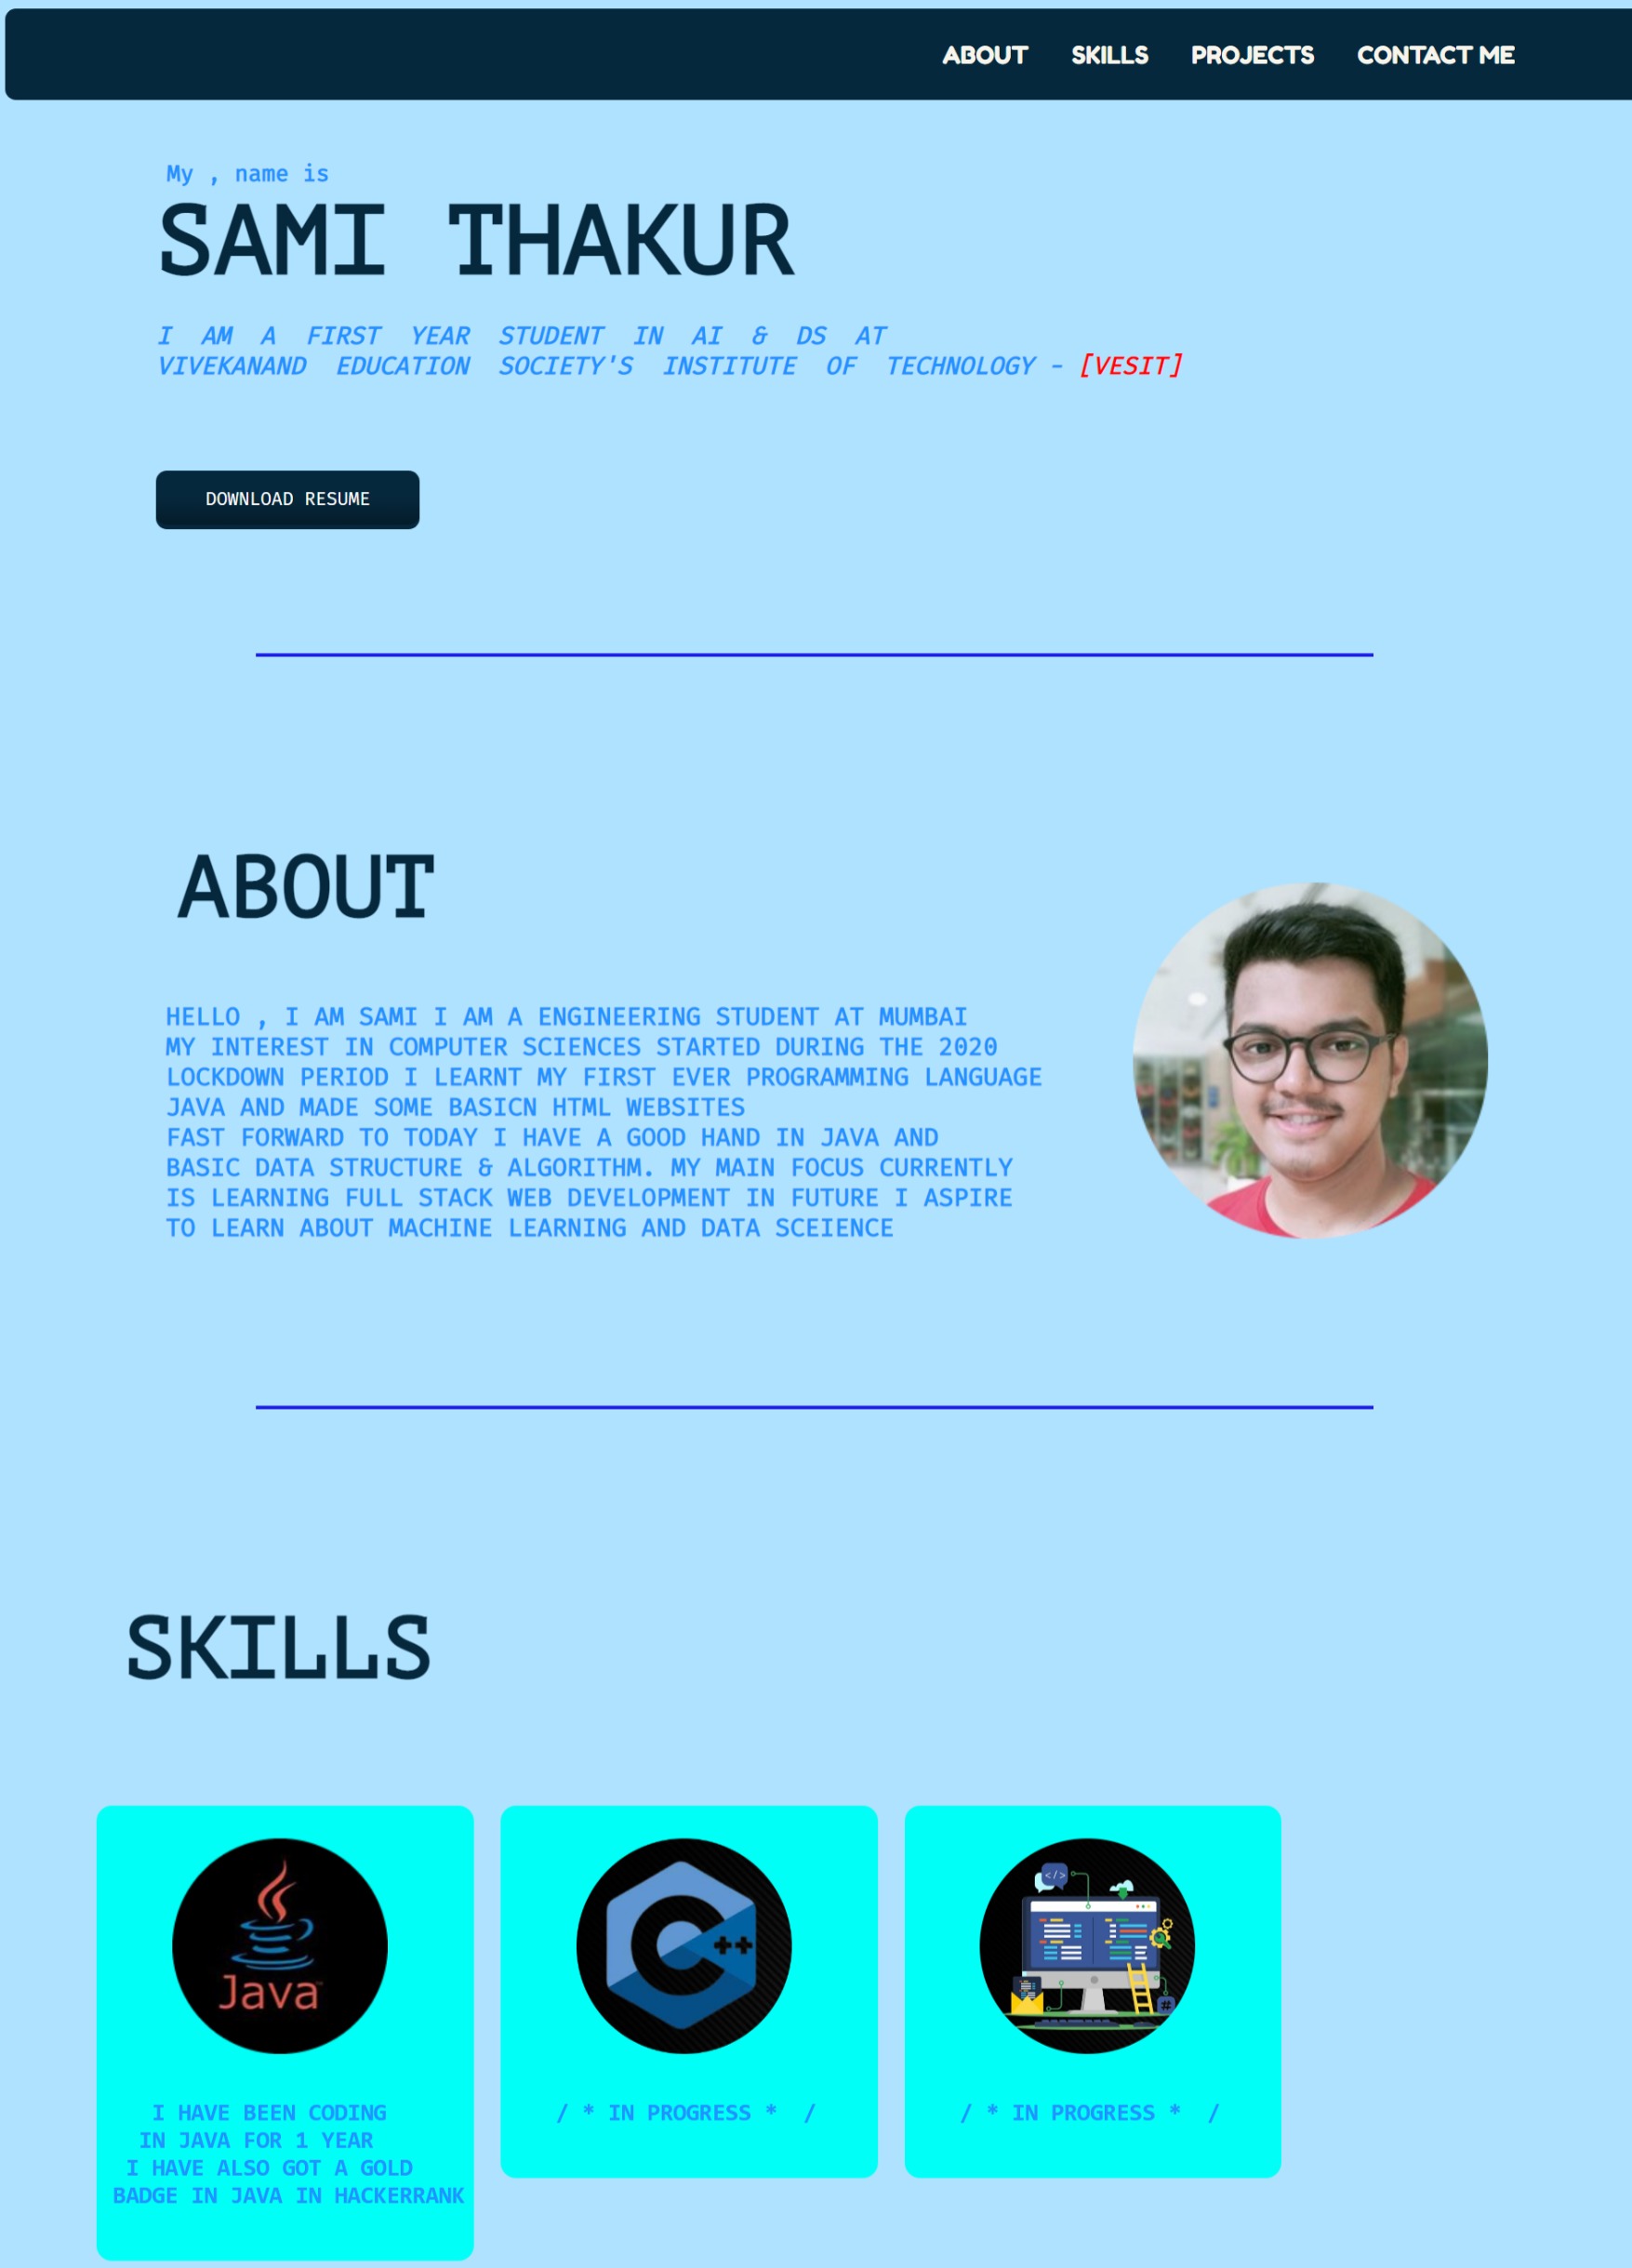 ABOUT SKILLS PROJECTS CONTACT ME
My , name is
SAMI THAKUR
I AM A FIRST YEAR STUDENT IN AI & DS AT
VIVEKANAND EDUCATION SOCIETY'S INSTITUTE OF TECHNOLOGY - [VESIT]
DOWNLOAD RESUME
ABOUT
HELLO , I AM SAMI I AM A ENGINEERING STUDENT AT MUMBAI
MY INTEREST IN COMPUTER SCIENCES STARTED DURING THE 2020
LOCKDOWN PERIOD I LEARNT MY FIRST EVER PROGRAMMING LANGUAGE
JAVA AND MADE SOME BASICN HTML WEBSITES
FAST FORWARD TO TODAY I HAVE A GOOD HAND IN JAVA AND
BASIC DATA STRUCTURE & ALGORITHM. MY MAIN FOCUS CURRENTLY
IS LEARNING FULL STACK WEB DEVELOPMENT IN FUTURE I ASPIRE
TO LEARN ABOUT MACHINE LEARNING AND DATA SCEIENCE
SKILLS
Java
I HAVE BEEN CODING
IN JAVA FOR 1 YEAR
I HAVE ALSO GOT A GOLD
BADGE IN JAVA IN HACKERRANK
C++
/ * IN PROGRESS * /
</>
#
/ * IN PROGRESS * /